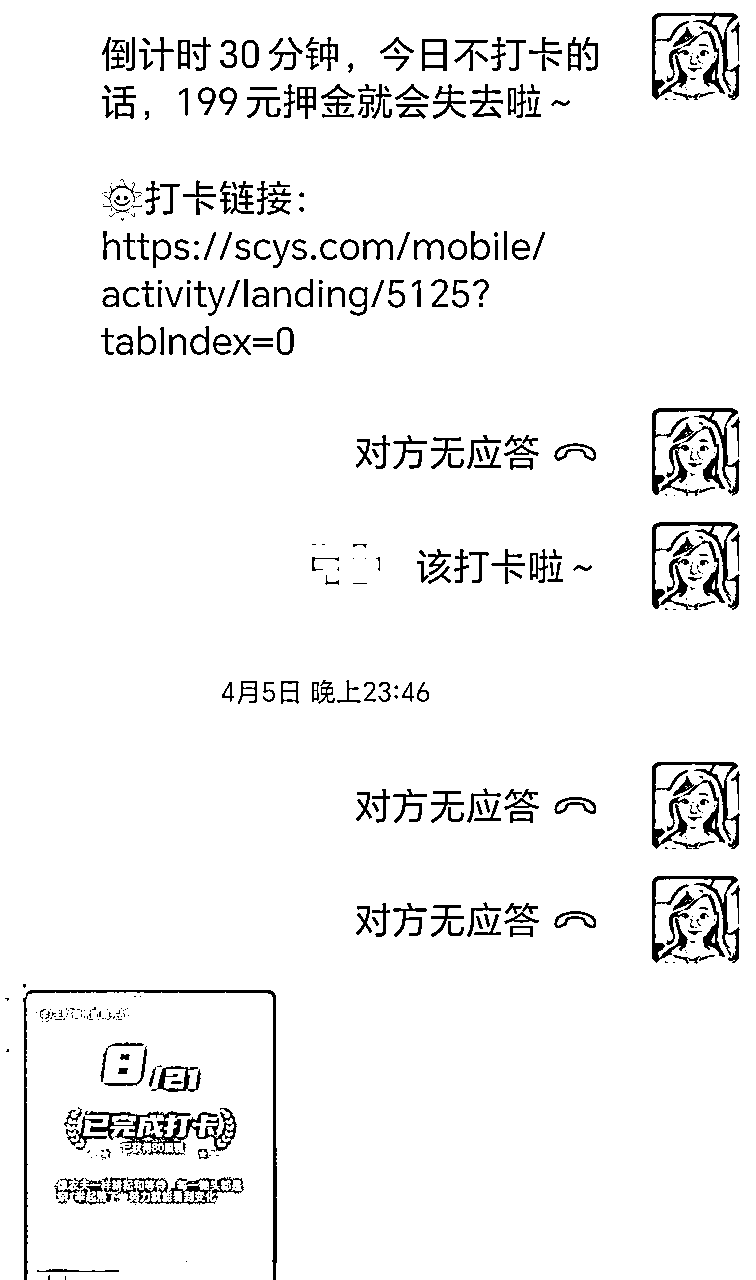 倒计时 30 分钟，今日不打卡的
话，199 元押金就会失去啦~
打卡链接：
https://scys.com/mobile/
activity/landing/5125?
tabIndex=0
对方无应答
该打卡啦~
4月5日 晚上23:46
对方无应答
对方无应答
8/21
已完成打卡